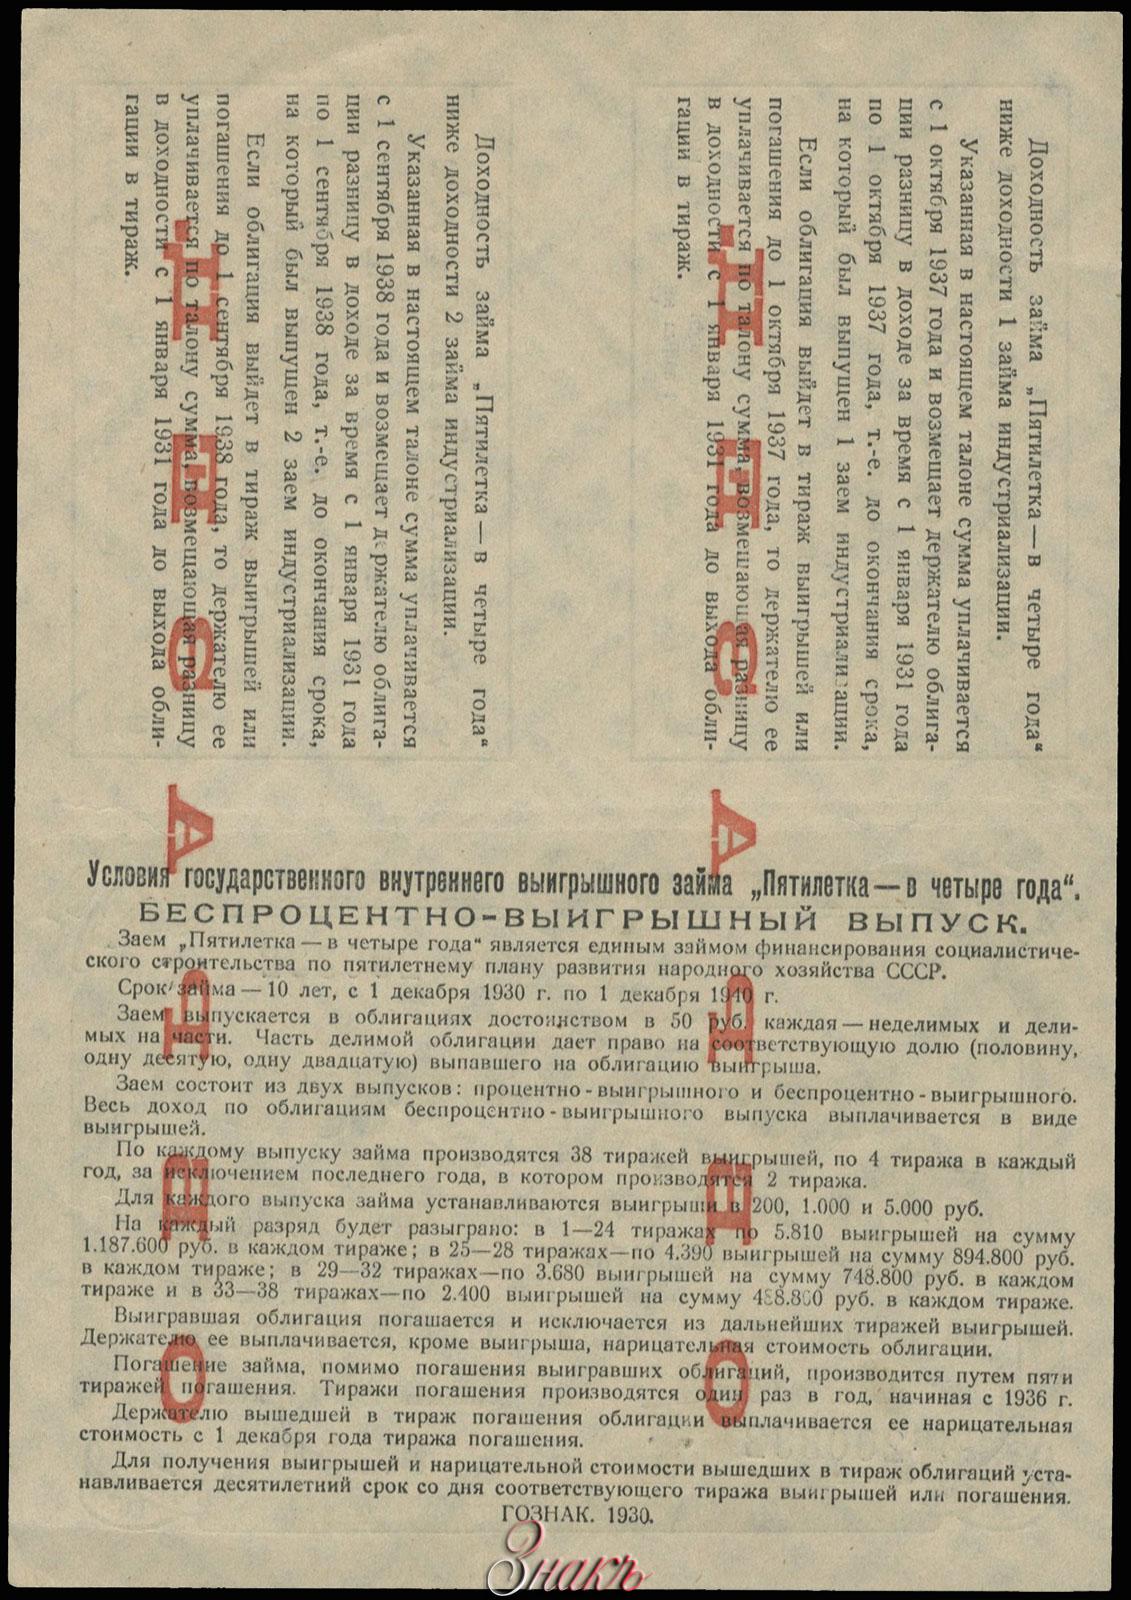 Доходность займа „Пятилетка — в четыре года“
ниже доходности 1 займа индустриализации.
Указанная в настоящем талоне сумма уплачивается
с 1 октября 1937 года и возмещает держателю облига-
ции разницу в доходе за время с 1 января 1931 года
по 1 октября 1937 года, т.-е. до окончания срока,
на который был выпущен 1 заем индустриализации.
Если облигация выйдет в тираж выигрышей или
погашения до 1 октября 1937 года, то держателю ее
уплачивается по талону сумма, возмещающая разницу
в доходности с 1 января 1931 года до выхода обли-
гации в тираж.
Доходность займа „Пятилетка — в четыре года“
ниже доходности 2 займа индустриализации.
Указанная в настоящем талоне сумма уплачивается
с 1 сентября 1938 года и возмещает держателю облига-
ции разницу в доходе за время с 1 января 1931 года
по 1 сентября 1938 года, т.-е. до окончания срока,
на который был выпущен 2 заем индустриализации.
Если облигация выйдет в тираж выигрышей или
погашения до 1 сентября 1938 года, то держателю ее
уплачивается по талону сумма, возмещающая разницу
в доходности с 1 января 1931 года до выхода обли-
гации в тираж.
ОБРАЗЕЦ
ОБРАЗЕЦ
Условия государственного внутреннего выигрышного займа „Пятилетка — в четыре года“.
БЕСПРОЦЕНТНО-ВЫИГРЫШНЫЙ ВЫПУСК.
Заем „Пятилетка — в четыре года“ является единым займом финансирования социалистиче-
ского строительства по пятилетнему плану развития народного хозяйства СССР.
Срок займа — 10 лет, с 1 декабря 1930 г. по 1 декабря 1940 г.
Заем выпускается в облигациях достоинством в 50 руб. каждая — неделимых и дели-
мых на части. Часть делимой облигации дает право на соответствующую долю (половину,
одну десятую, одну двадцатую) выпавшего на облигацию выигрыша.
Заем состоит из двух выпусков: процентно-выигрышного и беспроцентно-выигрышного.
Весь доход по облигациям беспроцентно-выигрышного выпуска выплачивается в виде
выигрышей.
По каждому выпуску займа производятся 38 тиражей выигрышей, по 4 тиража в каждый
год, за исключением последнего года, в котором производятся 2 тиража.
Для каждого выпуска займа устанавливаются выигрыши в 200, 1.000 и 5.000 руб.
На каждый разряд будет разыграно: в 1—24 тиражах по 5.810 выигрышей на сумму
1.187.600 руб. в каждом тираже; в 25—28 тиражах—по 4.390 выигрышей на сумму 894.800 руб.
в каждом тираже; в 29—32 тиражах—по 3.680 выигрышей на сумму 748.800 руб. в каждом
тираже и в 33—38 тиражах—по 2.400 выигрышей на сумму 488.800 руб. в каждом тираже.
Выигравшая облигация погашается и исключается из дальнейших тиражей выигрышей.
Держателю ее выплачивается, кроме выигрыша, нарицательная стоимость облигации.
Погашение займа, помимо погашения выигравших облигаций, производится путем пяти
тиражей погашения. Тиражи погашения производятся один раз в год, начиная с 1936 г.
Держателю вышедшей в тираж погашения облигации выплачивается ее нарицательная
стоимость с 1 декабря года тиража погашения.
Для получения выигрышей и нарицательной стоимости вышедших в тираж облигаций уста-
навливается десятилетний срок со дня соответствующего тиража выигрышей или погашения.
ГОЗНАК. 1930.
Знакъ